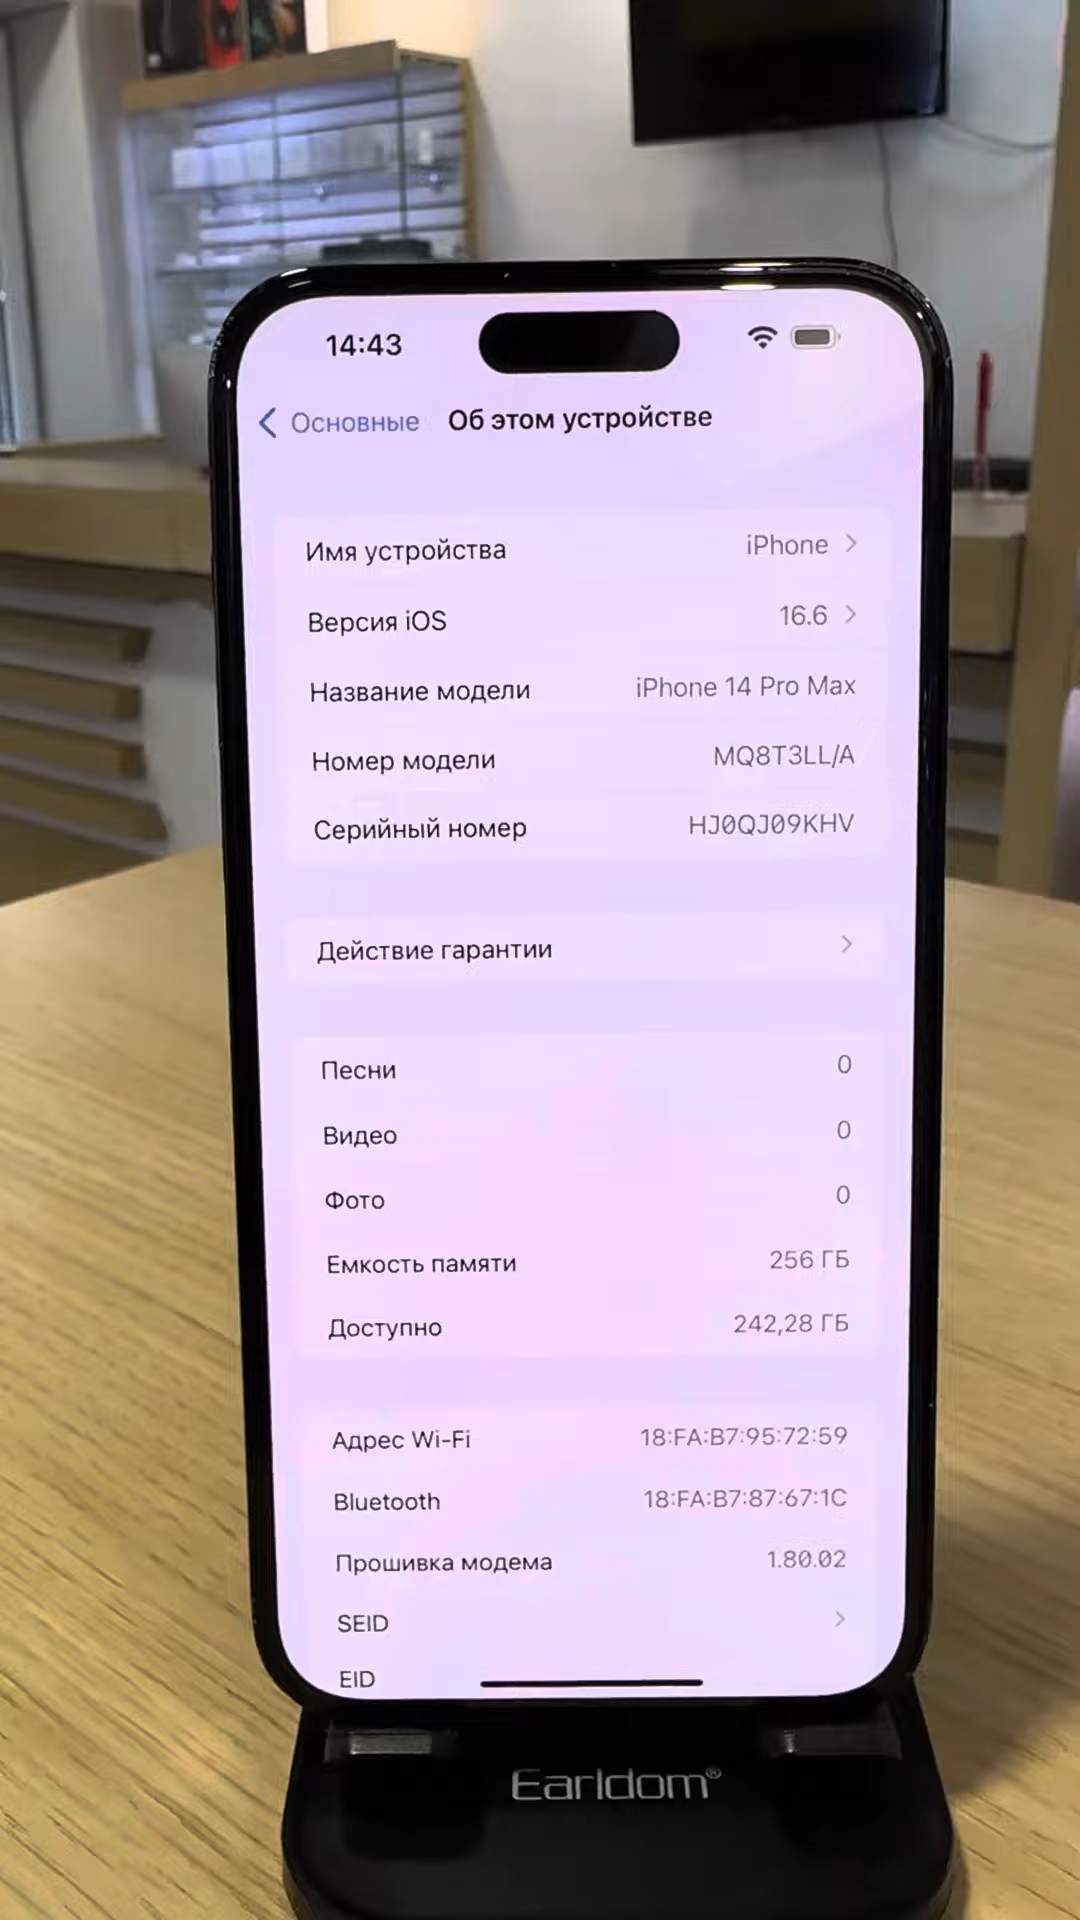 14:43
Основные Об этом устройстве
Имя устройства iPhone
Версия iOS 16.6
Название модели iPhone 14 Pro Max
Номер модели MQ8T3LL/A
Серийный номер HJ0QJ09KHV
Действие гарантии
Песни 0
Видео 0
Фото 0
Емкость памяти 256 ГБ
Доступно 242,28 ГБ
Адрес Wi-Fi 18:FA:B7:95:72:59
Bluetooth 18:FA:B7:87:67:1C
Прошивка модема 1.80.02
SEID
EID
Earldom®